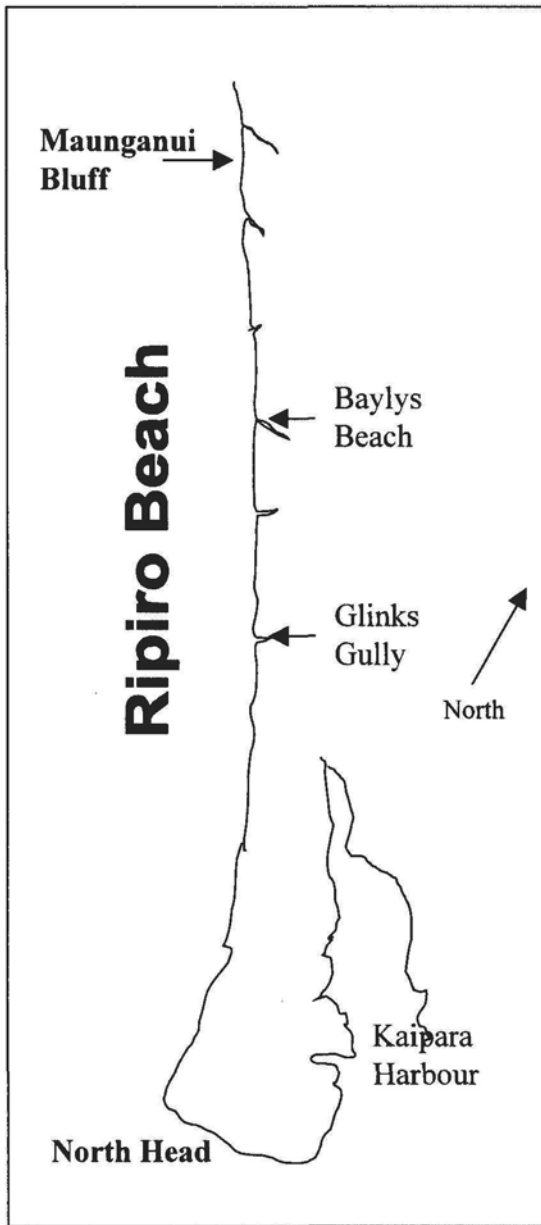 Maunganui
Bluff
Ripiro Beach
Baylys
Beach
Glinks
Gully
North
Kaipara
Harbour
North Head